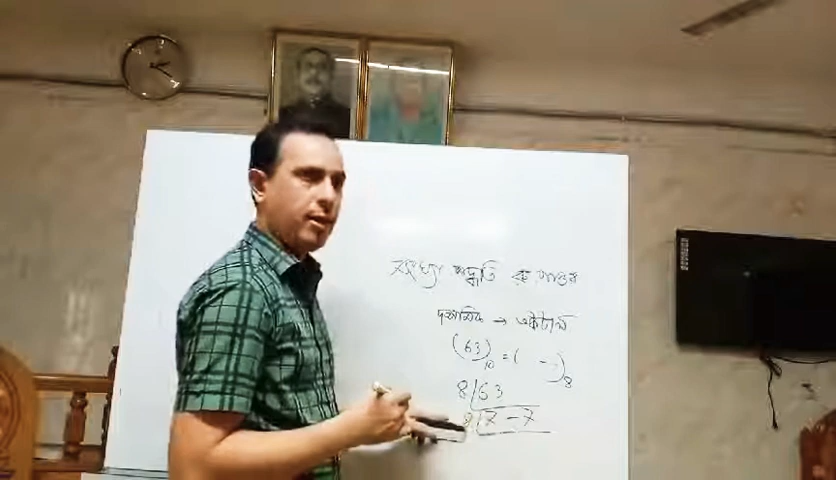 সংখ্যা পদ্ধতি রূপান্তর
দশমিক → অক্টাল
(63)₁₀ = ( - )₈
8 | 63
8 | 7 - 7